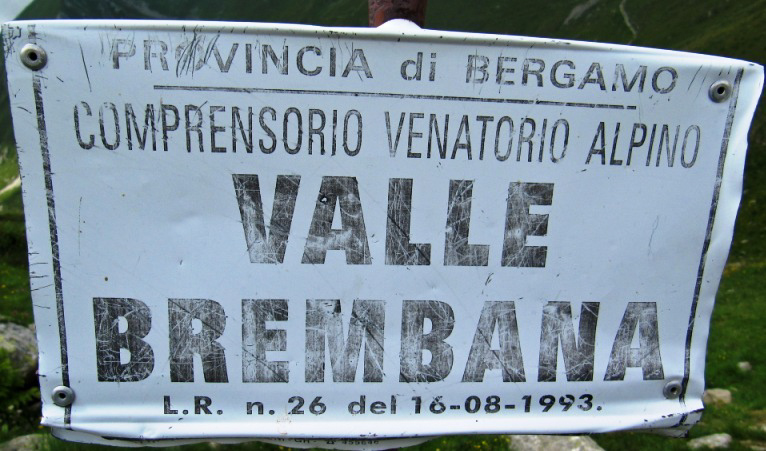 PROVINCIA di BERGAMO
COMPRENSORIO VENATORIO ALPINO
VALLE
BREMBANA
L.R. n. 26 del 16-08-1993.